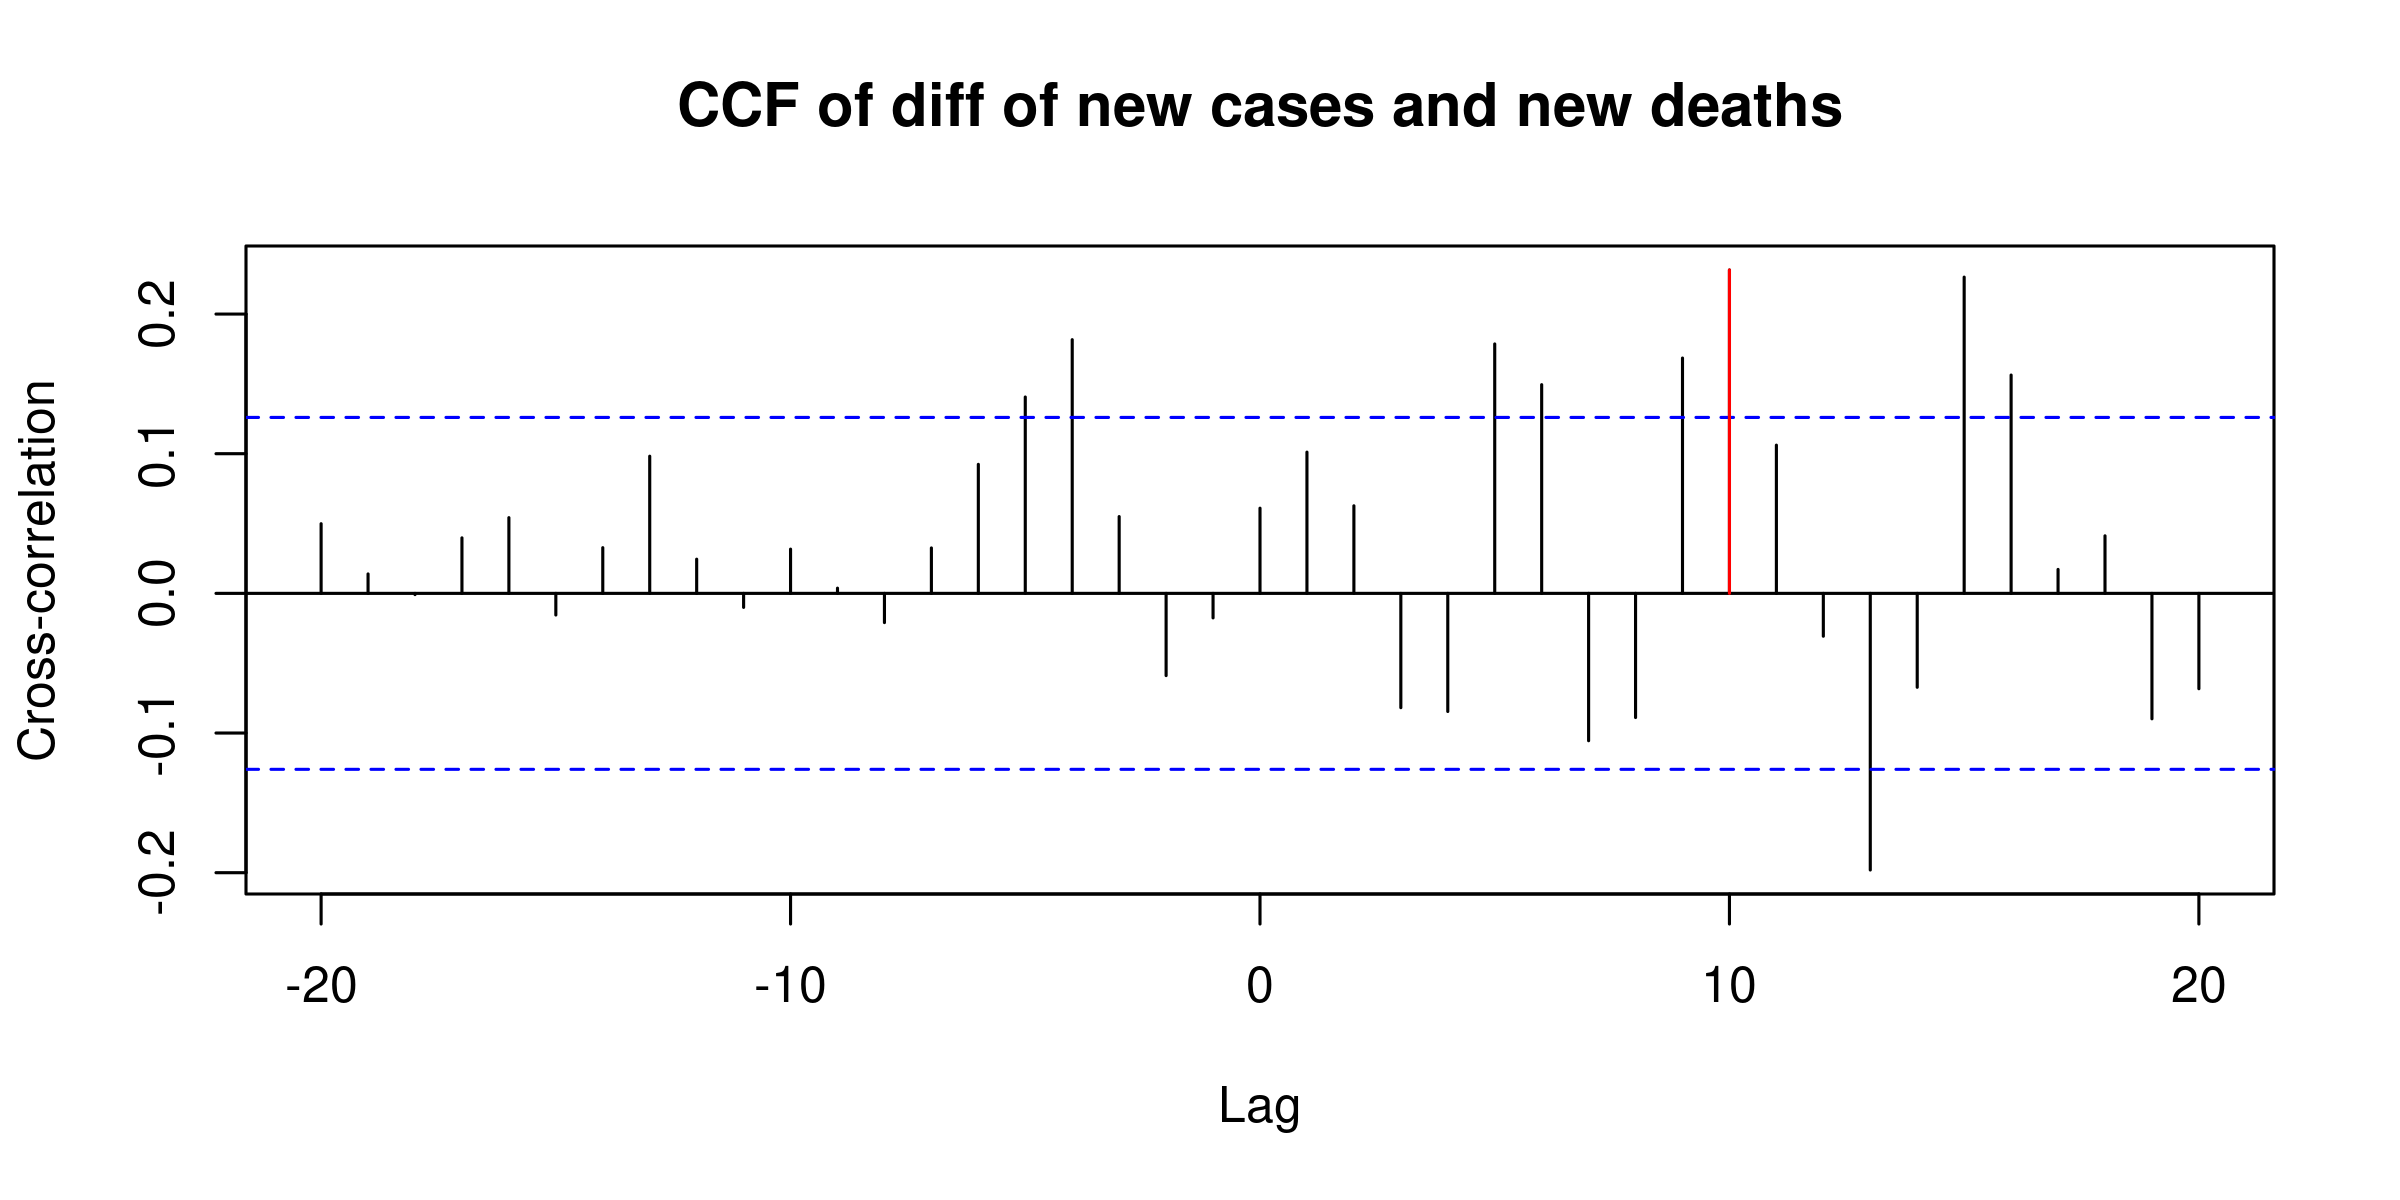 CCF of diff of new cases and new deaths
Cross-correlation
0.2
0.1
0.0
-0.1
-0.2
-20 -10 0 10 20
Lag